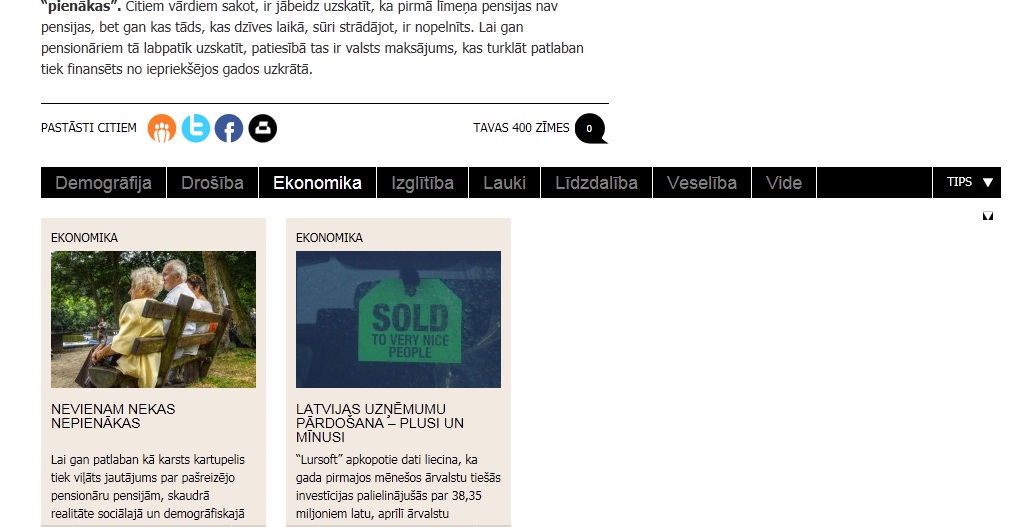 “pienākas”. Citiem vārdiem sakot, ir jābeidz uzskatīt, ka pirmā līmeņa pensijas nav
pensijas, bet gan kas tāds, kas dzīves laikā, sūri strādājot, ir nopelnīts. Lai gan
pensionāriem tā labpatīk uzskatīt, patiesībā tas ir valsts maksājums, kas turklāt patlaban
tiek finansēts no iepriekšējos gados uzkrātā.
PASTĀSTI CITIEM
TAVAS 400 ZĪMES 0
Demogrāfija Drošība Ekonomika Izglītība Lauki Līdzdalība Veselība Vide TIPS
EKONOMIKA
NEVIENAM NEKAS
NEPIENĀKAS
Lai gan patlaban kā karsts kartupelis
tiek viļāts jautājums par pašreizējo
pensionāru pensijām, skaudrā
realitāte sociālajā un demogrāfiskajā
EKONOMIKA
SOLD
TO VERY NICE
PEOPLE
LATVIJAS UZŅĒMUMU
PĀRDOŠANA – PLUSI UN
MĪNUSI
“Lursoft” apkopotie dati liecina, ka
gada pirmajos mēnešos ārvalstu tiešās
investīcijas palielinājušās par 38,35
miljoniem latu, aprīlī ārvalstu